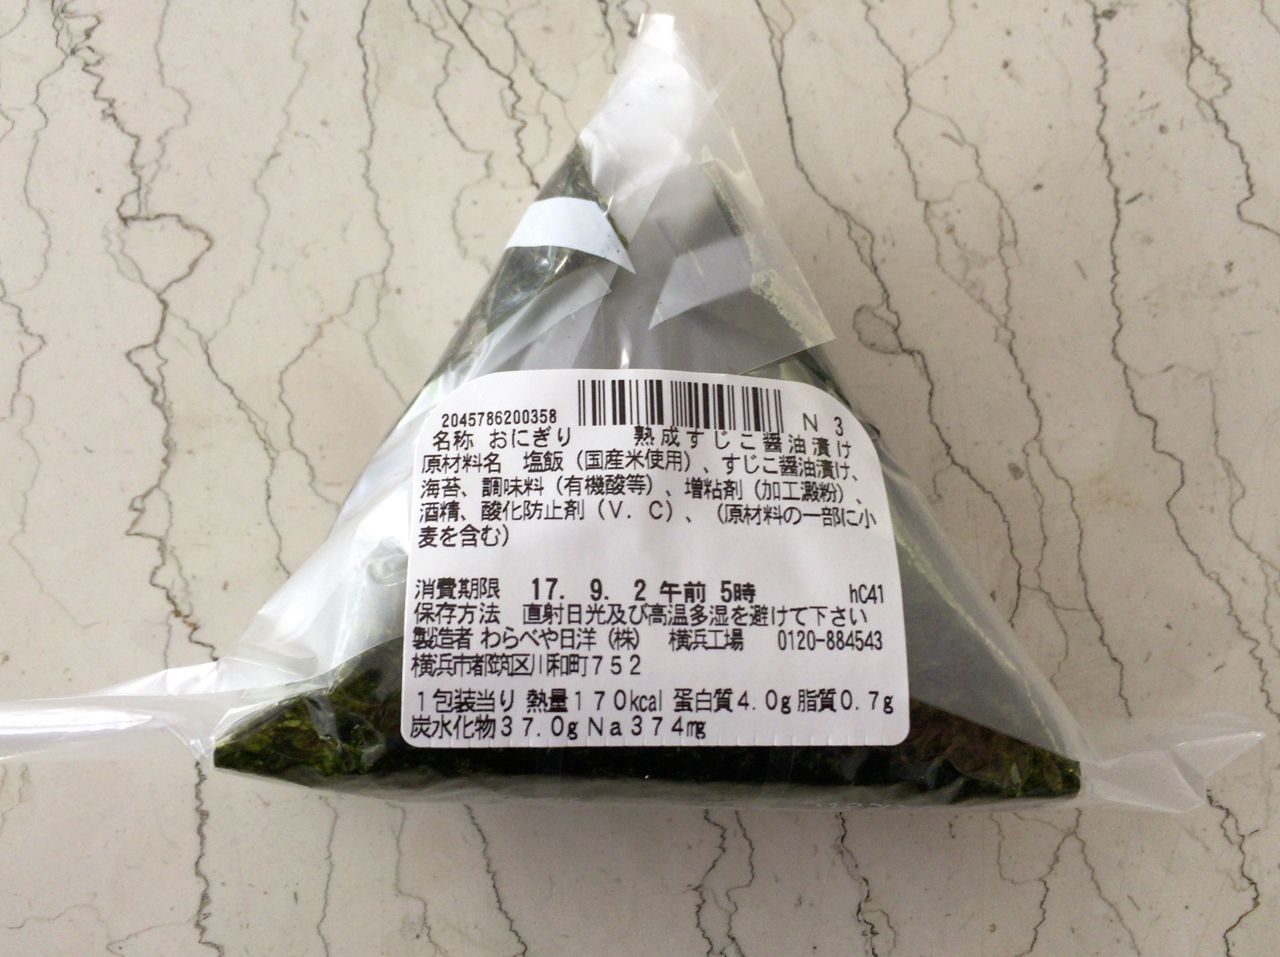 2045786200358 N 3
名称 おにぎり 熟成すじこ醤油漬け
原材料名 塩飯（国産米使用）、すじこ醤油漬け、
海苔、調味料（有機酸等）、増粘剤（加工澱粉）、
酒精、酸化防止剤（V．C）、（原材料の一部に小
麦を含む）
消費期限 17. 9. 2 午前 5時 hC41
保存方法 直射日光及び高温多湿を避けて下さい
製造者 わらべや日洋（株） 横浜工場 0120-884543
横浜市都筑区川和町７５２
１包装当り 熱量１７０kcal 蛋白質４.０g 脂質０.７g
炭水化物３７.０g Ｎａ３７４mg